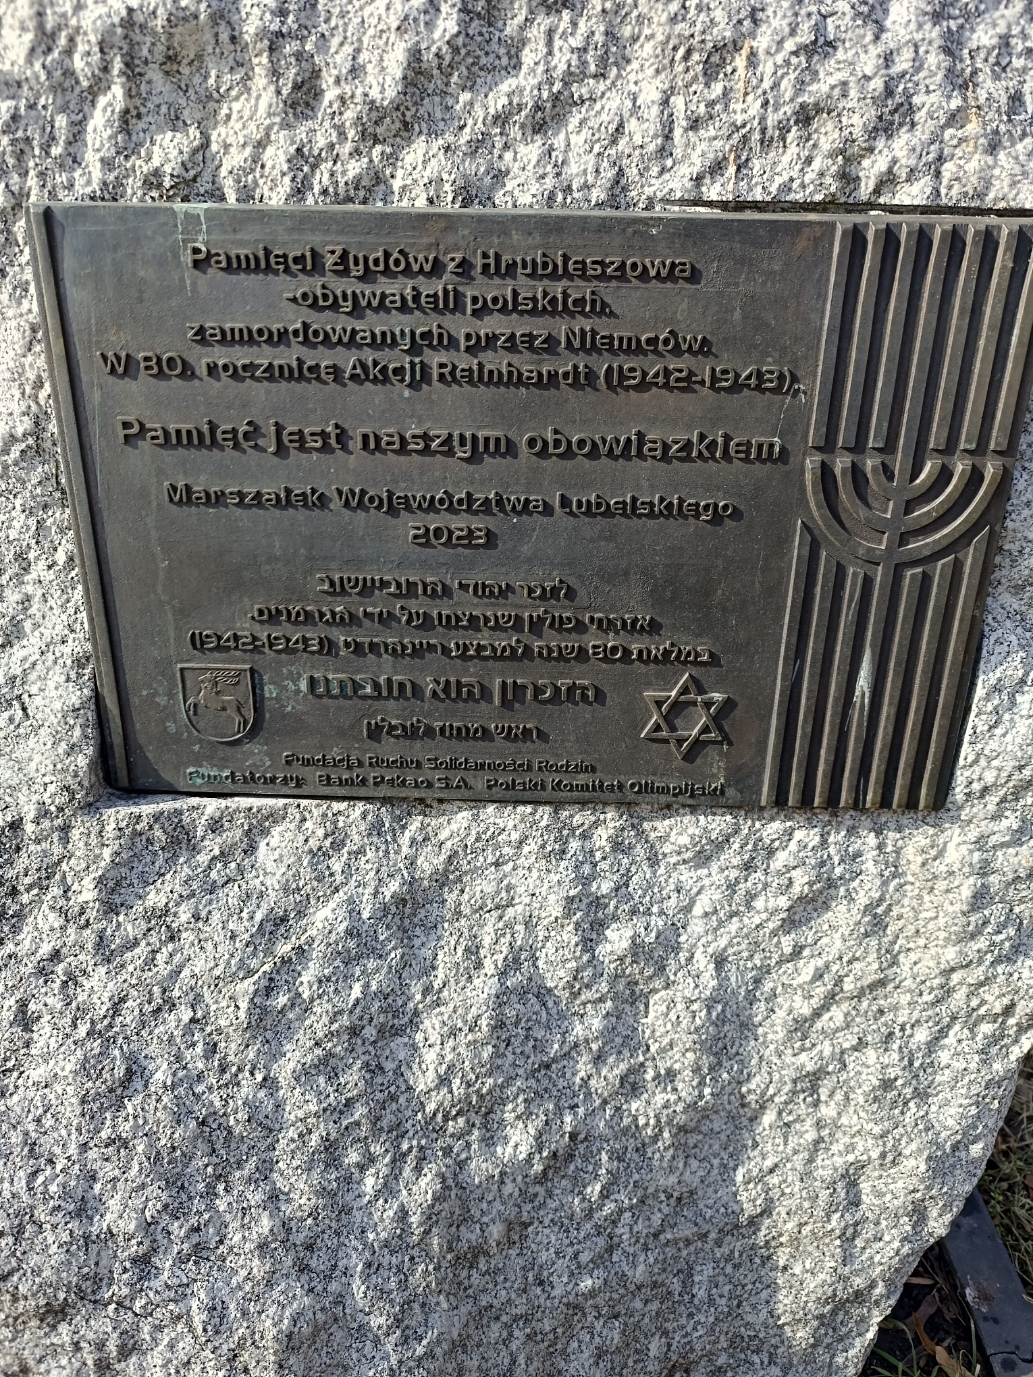 Pamięci Żydów z Hrubieszowa
-obywateli polskich,
zamordowanych przez Niemców.
W 80. rocznicę Akcji Reinhardt (1942-1943).
Pamięć jest naszym obowiązkiem
Marszałek Województwa Lubelskiego
2023
לזכר יהודי הרוביישוב
אזרחי פולין שנרצחו על ידי הגרמנים.
במלאת 80 שנה למבצע ריינהרדט (1942-1943)
הזכרון הוא חובתנו
ראש מחוז לובלין
Fundacja Ruchu Solidarności Rodzin
Fundatorzy: Bank Pekao S.A. Polski Komitet Olimpijski